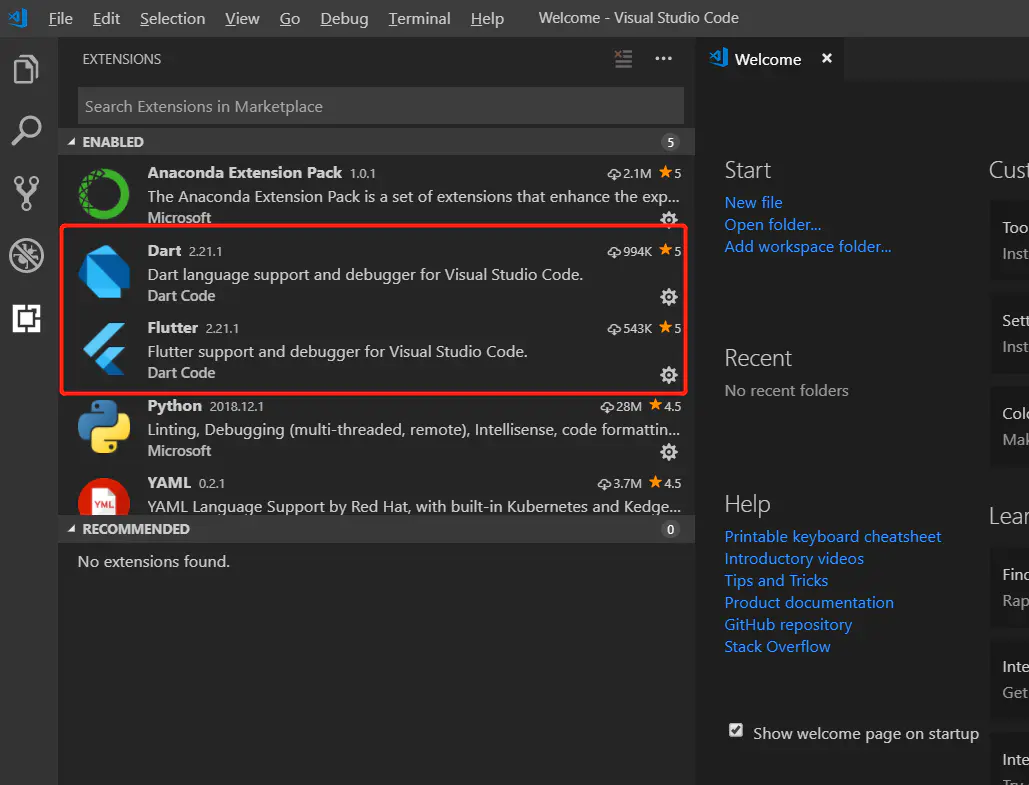 File Edit Selection View Go Debug Terminal Help Welcome - Visual Studio Code
EXTENSIONS
Search Extensions in Marketplace
ENABLED 5
Anaconda Extension Pack 1.0.1 2.1M 5
The Anaconda Extension Pack is a set of extensions that enhance the exp...
Microsoft
Dart 2.21.1 994K 5
Dart language support and debugger for Visual Studio Code.
Dart Code
Flutter 2.21.1 543K 5
Flutter support and debugger for Visual Studio Code.
Dart Code
Python 2018.12.1 28M 4.5
Linting, Debugging (multi-threaded, remote), Intellisense, code formattin...
Microsoft
YAML 0.2.1 3.7M 4.5
YML
YAML Language Support by Red Hat, with built-in Kubernetes and Kedge...
RECOMMENDED 0
No extensions found.
Welcome
Start
New file
Open folder...
Add workspace folder...
Recent
No recent folders
Help
Printable keyboard cheatsheet
Introductory videos
Tips and Tricks
Product documentation
GitHub repository
Stack Overflow
Show welcome page on startup
Cust
Too
Inst
Sett
Inst
Colo
Mak
Lear
Find
Rap
Inte
Get
Inte